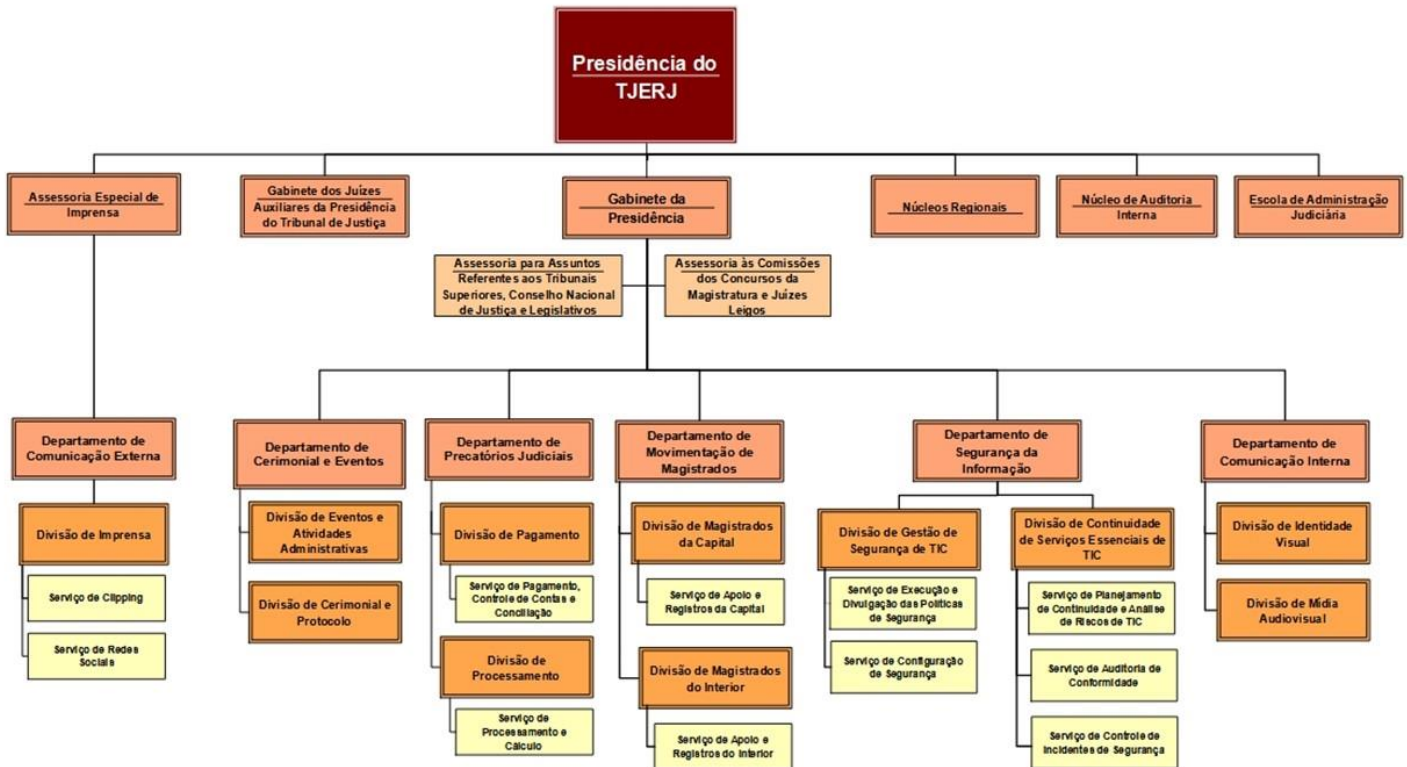 Presidência do
TJERJ
Assessoria Especial de
Imprensa
Gabinete dos Juízes
Auxiliares da Presidência
do Tribunal de Justiça
Gabinete da
Presidência
Núcleos Regionais
Núcleo de Auditoria
Interna
Escola de Administração
Judiciária
Assessoria para Assuntos
Referentes aos Tribunais
Superiores, Conselho Nacional
de Justiça e Legislativos
Assessoria às Comissões
dos Concursos da
Magistratura e Juízes
Leigos
Departamento de
Comunicação Externa
Divisão de Imprensa
Serviço de Clipping
Serviço de Redes
Sociais
Departamento de
Cerimonial e Eventos
Divisão de Eventos e
Atividades
Administrativas
Divisão de Cerimonial e
Protocolo
Departamento de
Precatórios Judiciais
Divisão de Pagamento
Serviço de Pagamento,
Controle de Contas e
Conciliação
Divisão de
Processamento
Serviço de
Processamento e
Cálculo
Departamento de
Movimentação de
Magistrados
Divisão de Magistrados
da Capital
Serviço de Apoio e
Registros da Capital
Divisão de Magistrados
do Interior
Serviço de Apoio e
Registros do Interior
Departamento de
Segurança da
Informação
Divisão de Gestão de
Segurança de TIC
Serviço de Execução e
Divulgação das Políticas
de Segurança
Serviço de Configuração
de Segurança
Divisão de Continuidade
de Serviços Essenciais de
TIC
Serviço de Planejamento
de Continuidade e Análise
de Riscos de TIC
Serviço de Auditoria de
Conformidade
Serviço de Controle de
Incidentes de Segurança
Departamento de
Comunicação Interna
Divisão de Identidade
Visual
Divisão de Mídia
Audiovisual